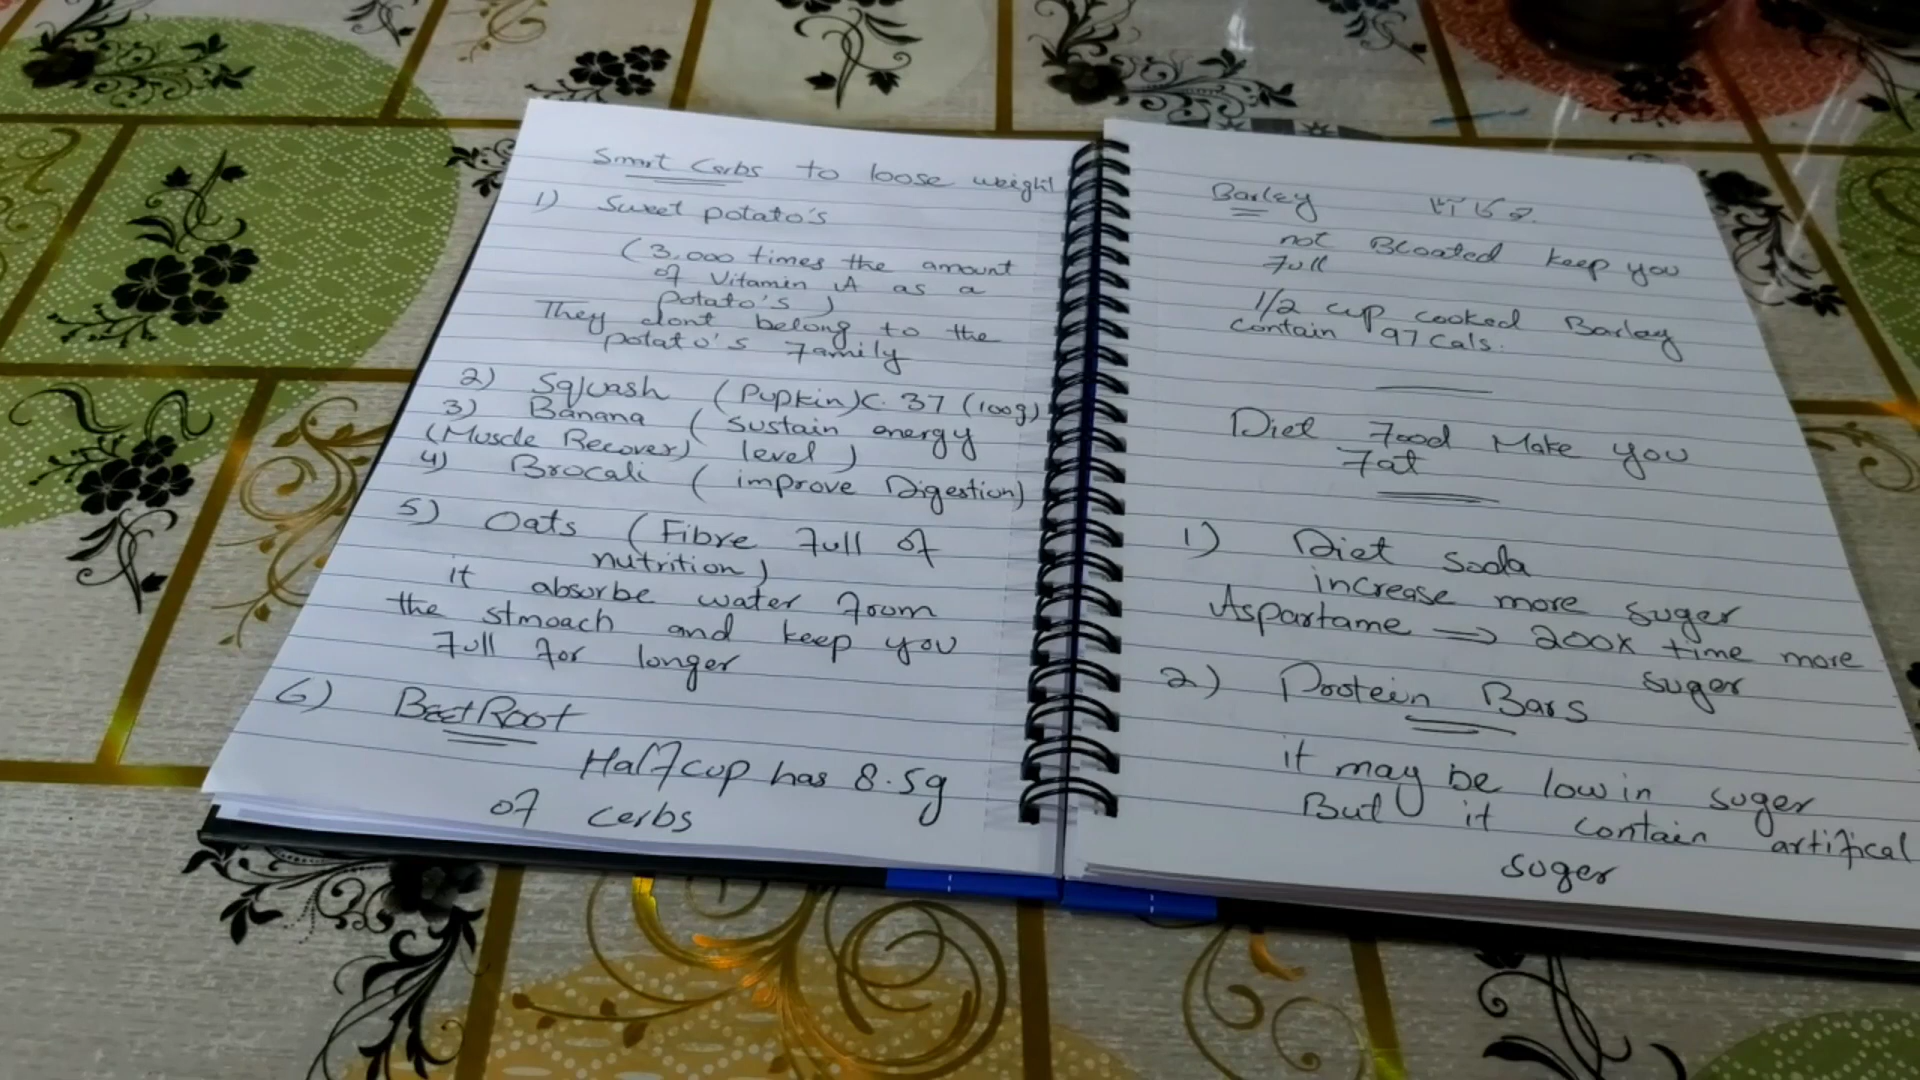 Smart Cerbs to loose weight
1) Sweet potato's
(3,000 times the amount
of Vitamin A as a
potato's)
They dont belong to the
potato's family
2) Sqluash (Pupkin) C. 37 (100g)
3) Banana (Sustain energy
(Muscle Recover) level)
4) Brocali (improve Digestion)
5) Oats (Fibre full of
nutrition)
it absorbe water from
the stmoach and keep you
full for longer
6) BeetRoot
Half cup has 8.5g
of cerbs
Barley
not Bloated keep you
full
1/2 cup cooked Barley
contain 97 Cals.
Diet food Make you
fat
1) Diet soda
increase more suger
Aspartame => 200x time more
suger
2) Protein Bars
it may be low in suger
But it contain artifical
suger